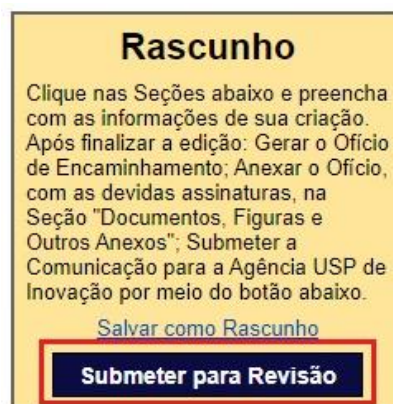 Rascunho
Clique nas Seções abaixo e preencha
com as informações de sua criação.
Após finalizar a edição: Gerar o Ofício
de Encaminhamento; Anexar o Ofício,
com as devidas assinaturas, na
Seção "Documentos, Figuras e
Outros Anexos"; Submeter a
Comunicação para a Agência USP de
Inovação por meio do botão abaixo.
Salvar como Rascunho
Submeter para Revisão